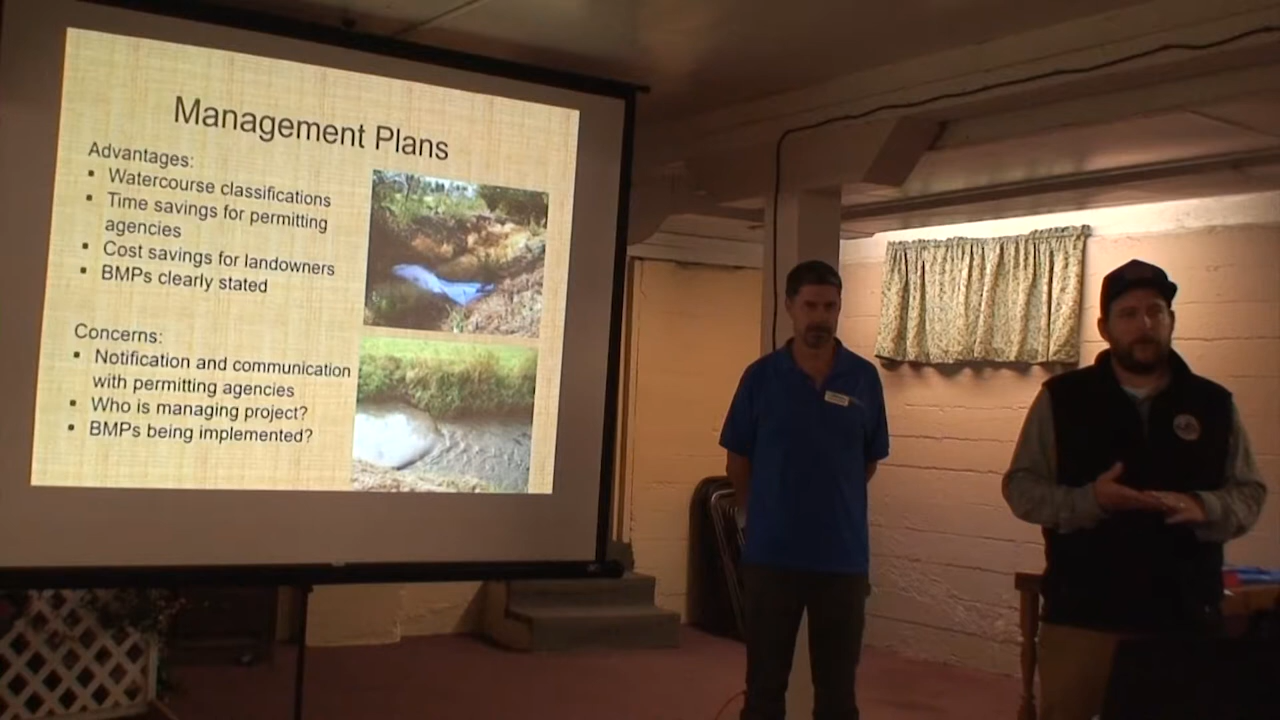 Management Plans
Advantages:
▪ Watercourse classifications
▪ Time savings for permitting
agencies
▪ Cost savings for landowners
▪ BMPs clearly stated
Concerns:
▪ Notification and communication
with permitting agencies
▪ Who is managing project?
▪ BMPs being implemented?